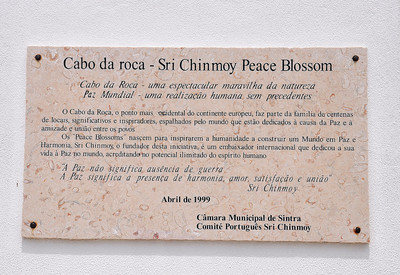 Cabo da roca - Sri Chinmoy Peace Blossom
Cabo da Roca - uma espectacular maravilha da natureza
Paz Mundial - uma realização humana, sem precedentes
O Cabo da Roca, o ponto mais ocidental do continente europeu, faz parte da família de centenas
de locais, significativos e inspiradores, espalhados pelo mundo que estão dedicados à causa da Paz e à
amizade e união entre os povos
Os "Peace Blossoms" nasçem para inspirarem a humanidade a construir um Mundo em Paz e
Harmonia. Sri Chinmoy, o fundador desta iniciativa, é um embaixador internacional que dedicou a sua
vida à Paz no mundo, acreditando no potencial ilimitado do espírito humano
"A Paz não significa, ausência de guerra
A Paz significa a presença de harmonia, amor, satisfação e união"
Sri Chinmoy
Abril de 1999
Câmara Municipal de Sintra
Comité Português Sri Chinmoy